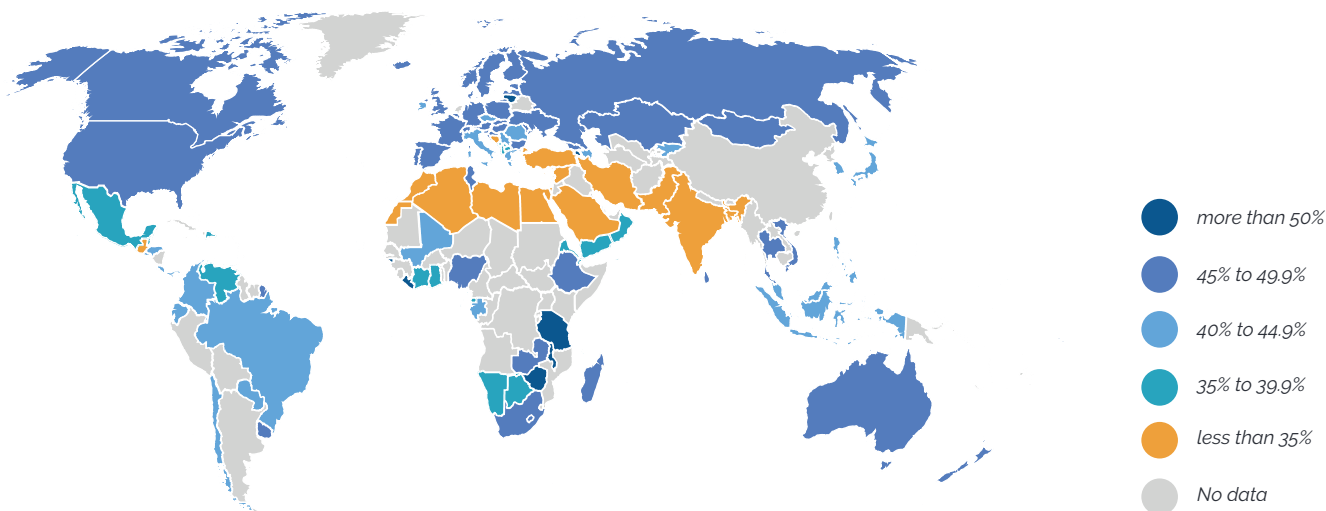 more than 50%
45% to 49.9%
40% to 44.9%
35% to 39.9%
less than 35%
No data